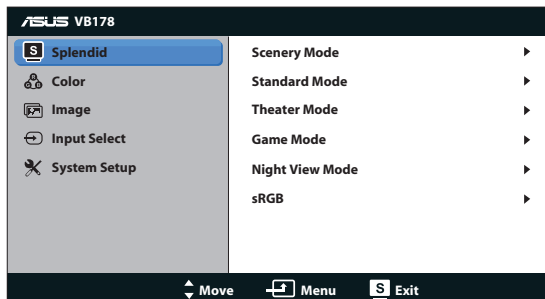 ASUS VB178
S Splendid
Color
Image
Input Select
System Setup
Scenery Mode
Standard Mode
Theater Mode
Game Mode
Night View Mode
sRGB
Move Menu S Exit